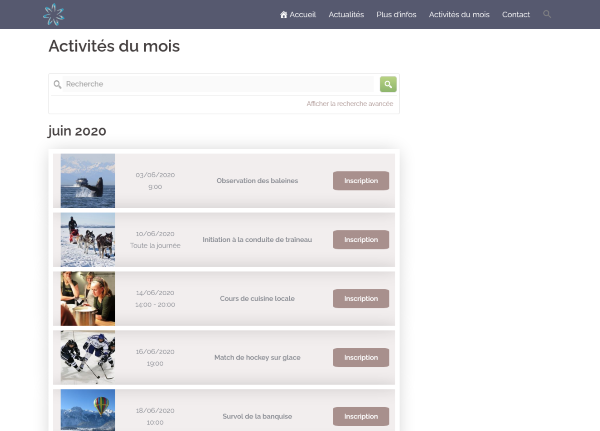 Accueil Actualités Plus d'infos Activités du mois Contact
Activités du mois
Recherche
Afficher la recherche avancée
juin 2020
03/06/2020
9:00
Observation des baleines
Inscription
10/06/2020
Toute la journée
Initiation à la conduite de traîneau
Inscription
14/06/2020
14:00 - 20:00
Cours de cuisine locale
Inscription
16/06/2020
19:00
Match de hockey sur glace
Inscription
18/06/2020
10:00
Survol de la banquise
Inscription